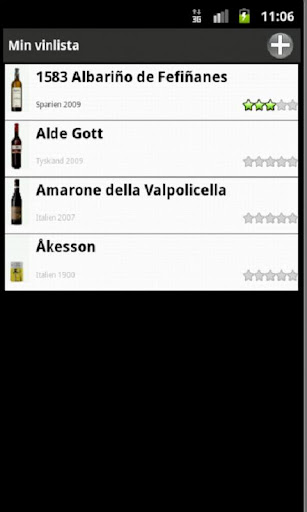 3G 11:06
Min vinlista
1583 Albariño de Fefiñanes
Spanien 2009
Alde Gott
Tyskland 2009
Amarone della Valpolicella
Italien 2007
Åkesson
Italien 1900